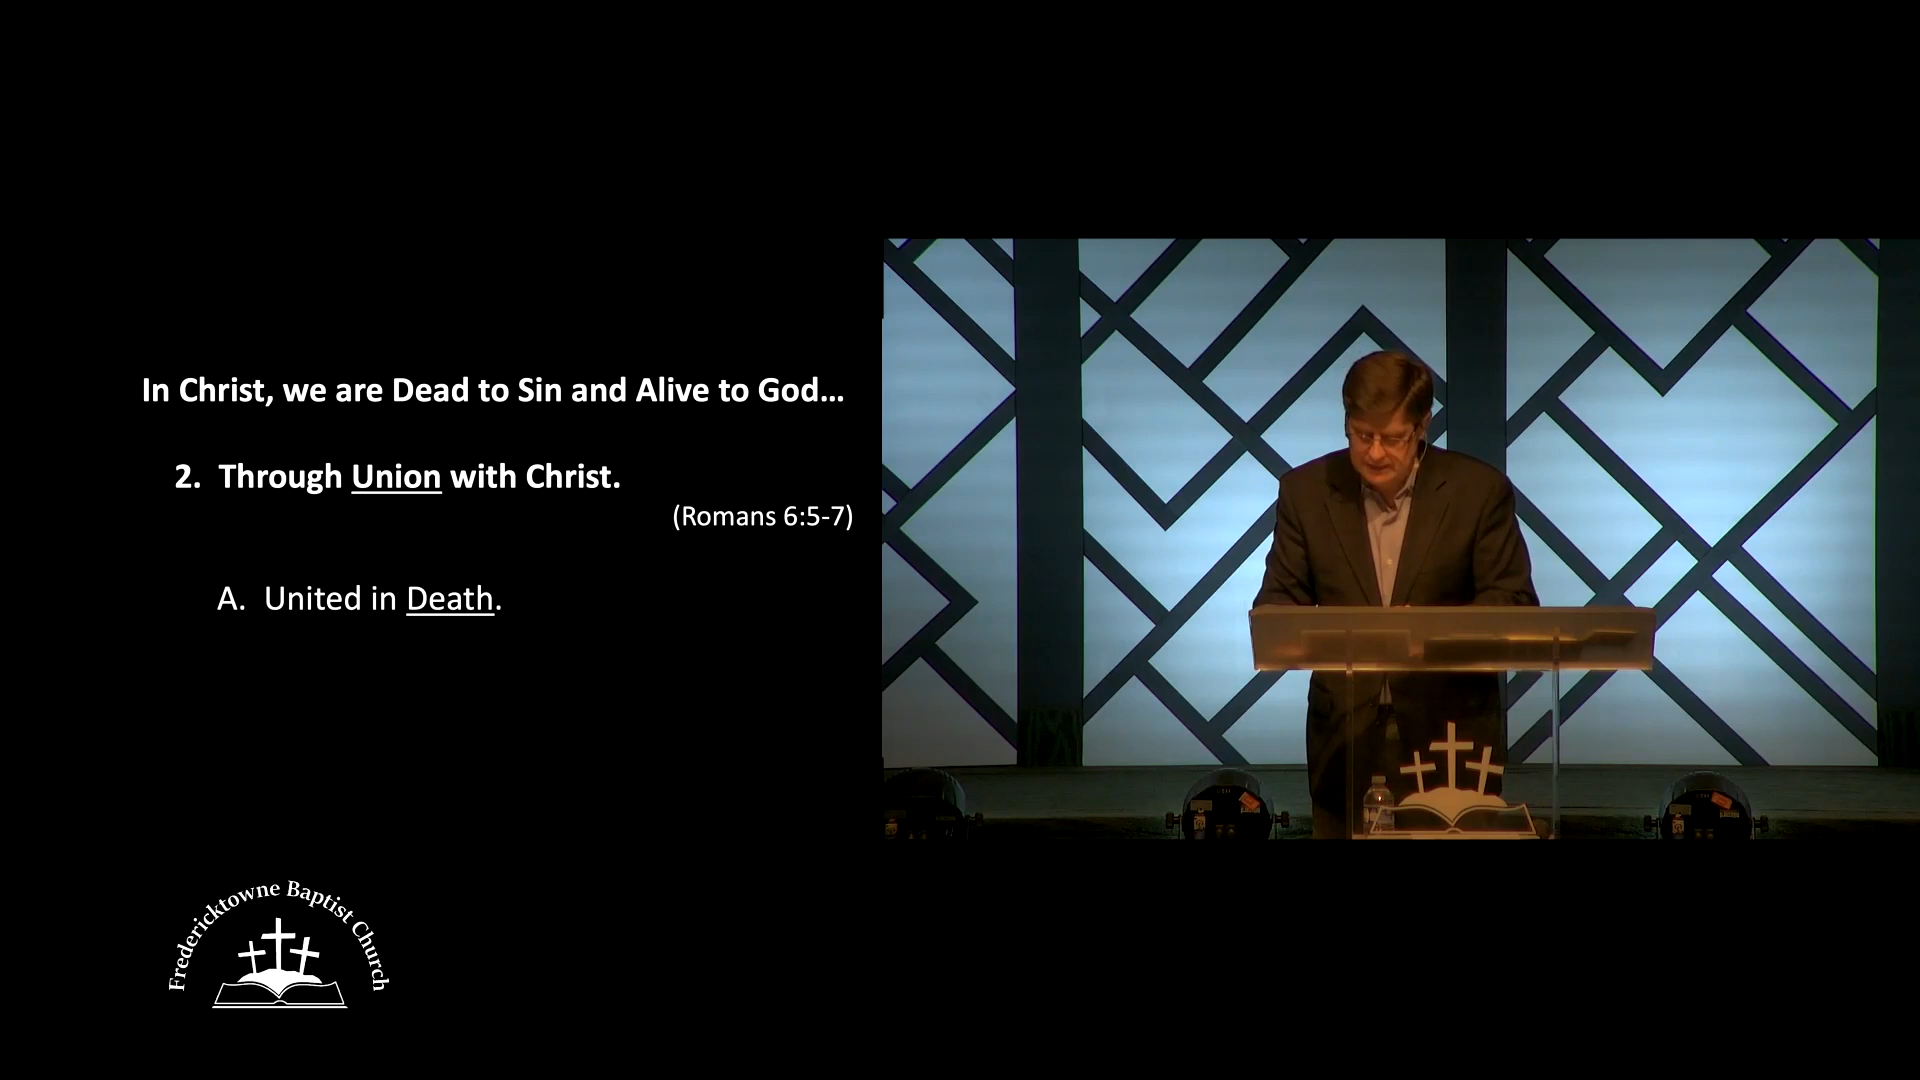 In Christ, we are Dead to Sin and Alive to God...
2. Through Union with Christ.
(Romans 6:5-7)
A. United in Death.
Fredericktowne Baptist Church